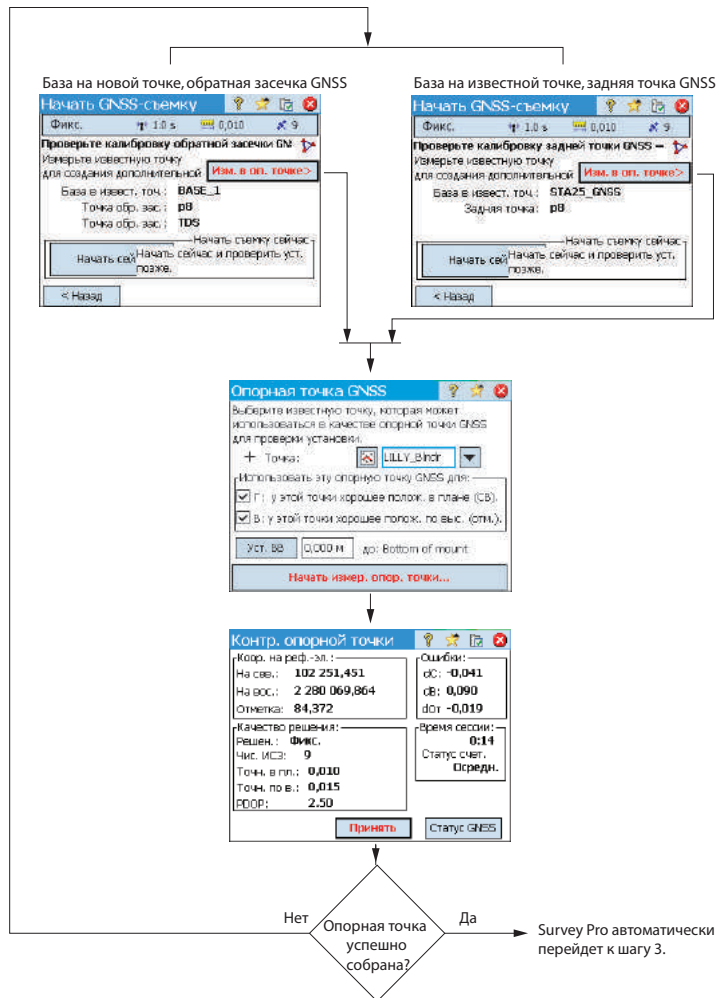 База на новой точке, обратная засечка GNSS
Начать GNSS-съемку
Фикс. 1.0 s 0,010 9
Проверьте калибровку обратной засечки GN
Измерьте известную точку
для создания дополнительной
Изм. в оп. точке>
База в извест. точ.: BASE_1
Точка обр. зас.: p8
Точка обр. зас.: TDS
Начать съемку сейчас
Начать сей
Начать сейчас и проверить уст.
позже.
< Назад
База на известной точке, задняя точка GNSS
Начать GNSS-съемку
Фикс. 1.0 s 0,010 9
Проверьте калибровку задней точки GNSS –
Измерьте известную точку
для создания дополнительной
Изм. в оп. точке>
База в извест. точ.: STA25_GNSS
Задняя точка: p8
Начать съемку сейчас
Начать сей
Начать сейчас и проверить уст.
позже.
< Назад
Опорная точка GNSS
Выберите известную точку, которая может
использоваться в качестве опорной точки GNSS
для проверки установки.
+ Точка: LILLY_Blndr
Использовать эту опорную точку GNSS для:
Г: у этой точки хорошее полож. в плане (СВ).
В: у этой точки хорошее полож. по выс. (отм.).
Уст. ВВ 0,000 м до: Bottom of mount
Начать измер. опор. точки...
Контр. опорной точки
Коор. на реф.-эл.:
На сев.: 102 251,451
На вос.: 2 280 069,864
Отметка: 84,372
Ошибки:
dС: -0,041
dВ: 0,090
dОт -0,019
Качество решения:
Решен.: Фикс.
Чис. ИСЗ: 9
Точн. в пл.: 0,010
Точн. по в.: 0,015
PDOP: 2.50
Время сессии:
0:14
Статус счет.
Осредн.
Принять
Статус GNSS
Нет
Опорная точка
успешно
собрана?
Да
Survey Pro автоматически
перейдет к шагу 3.